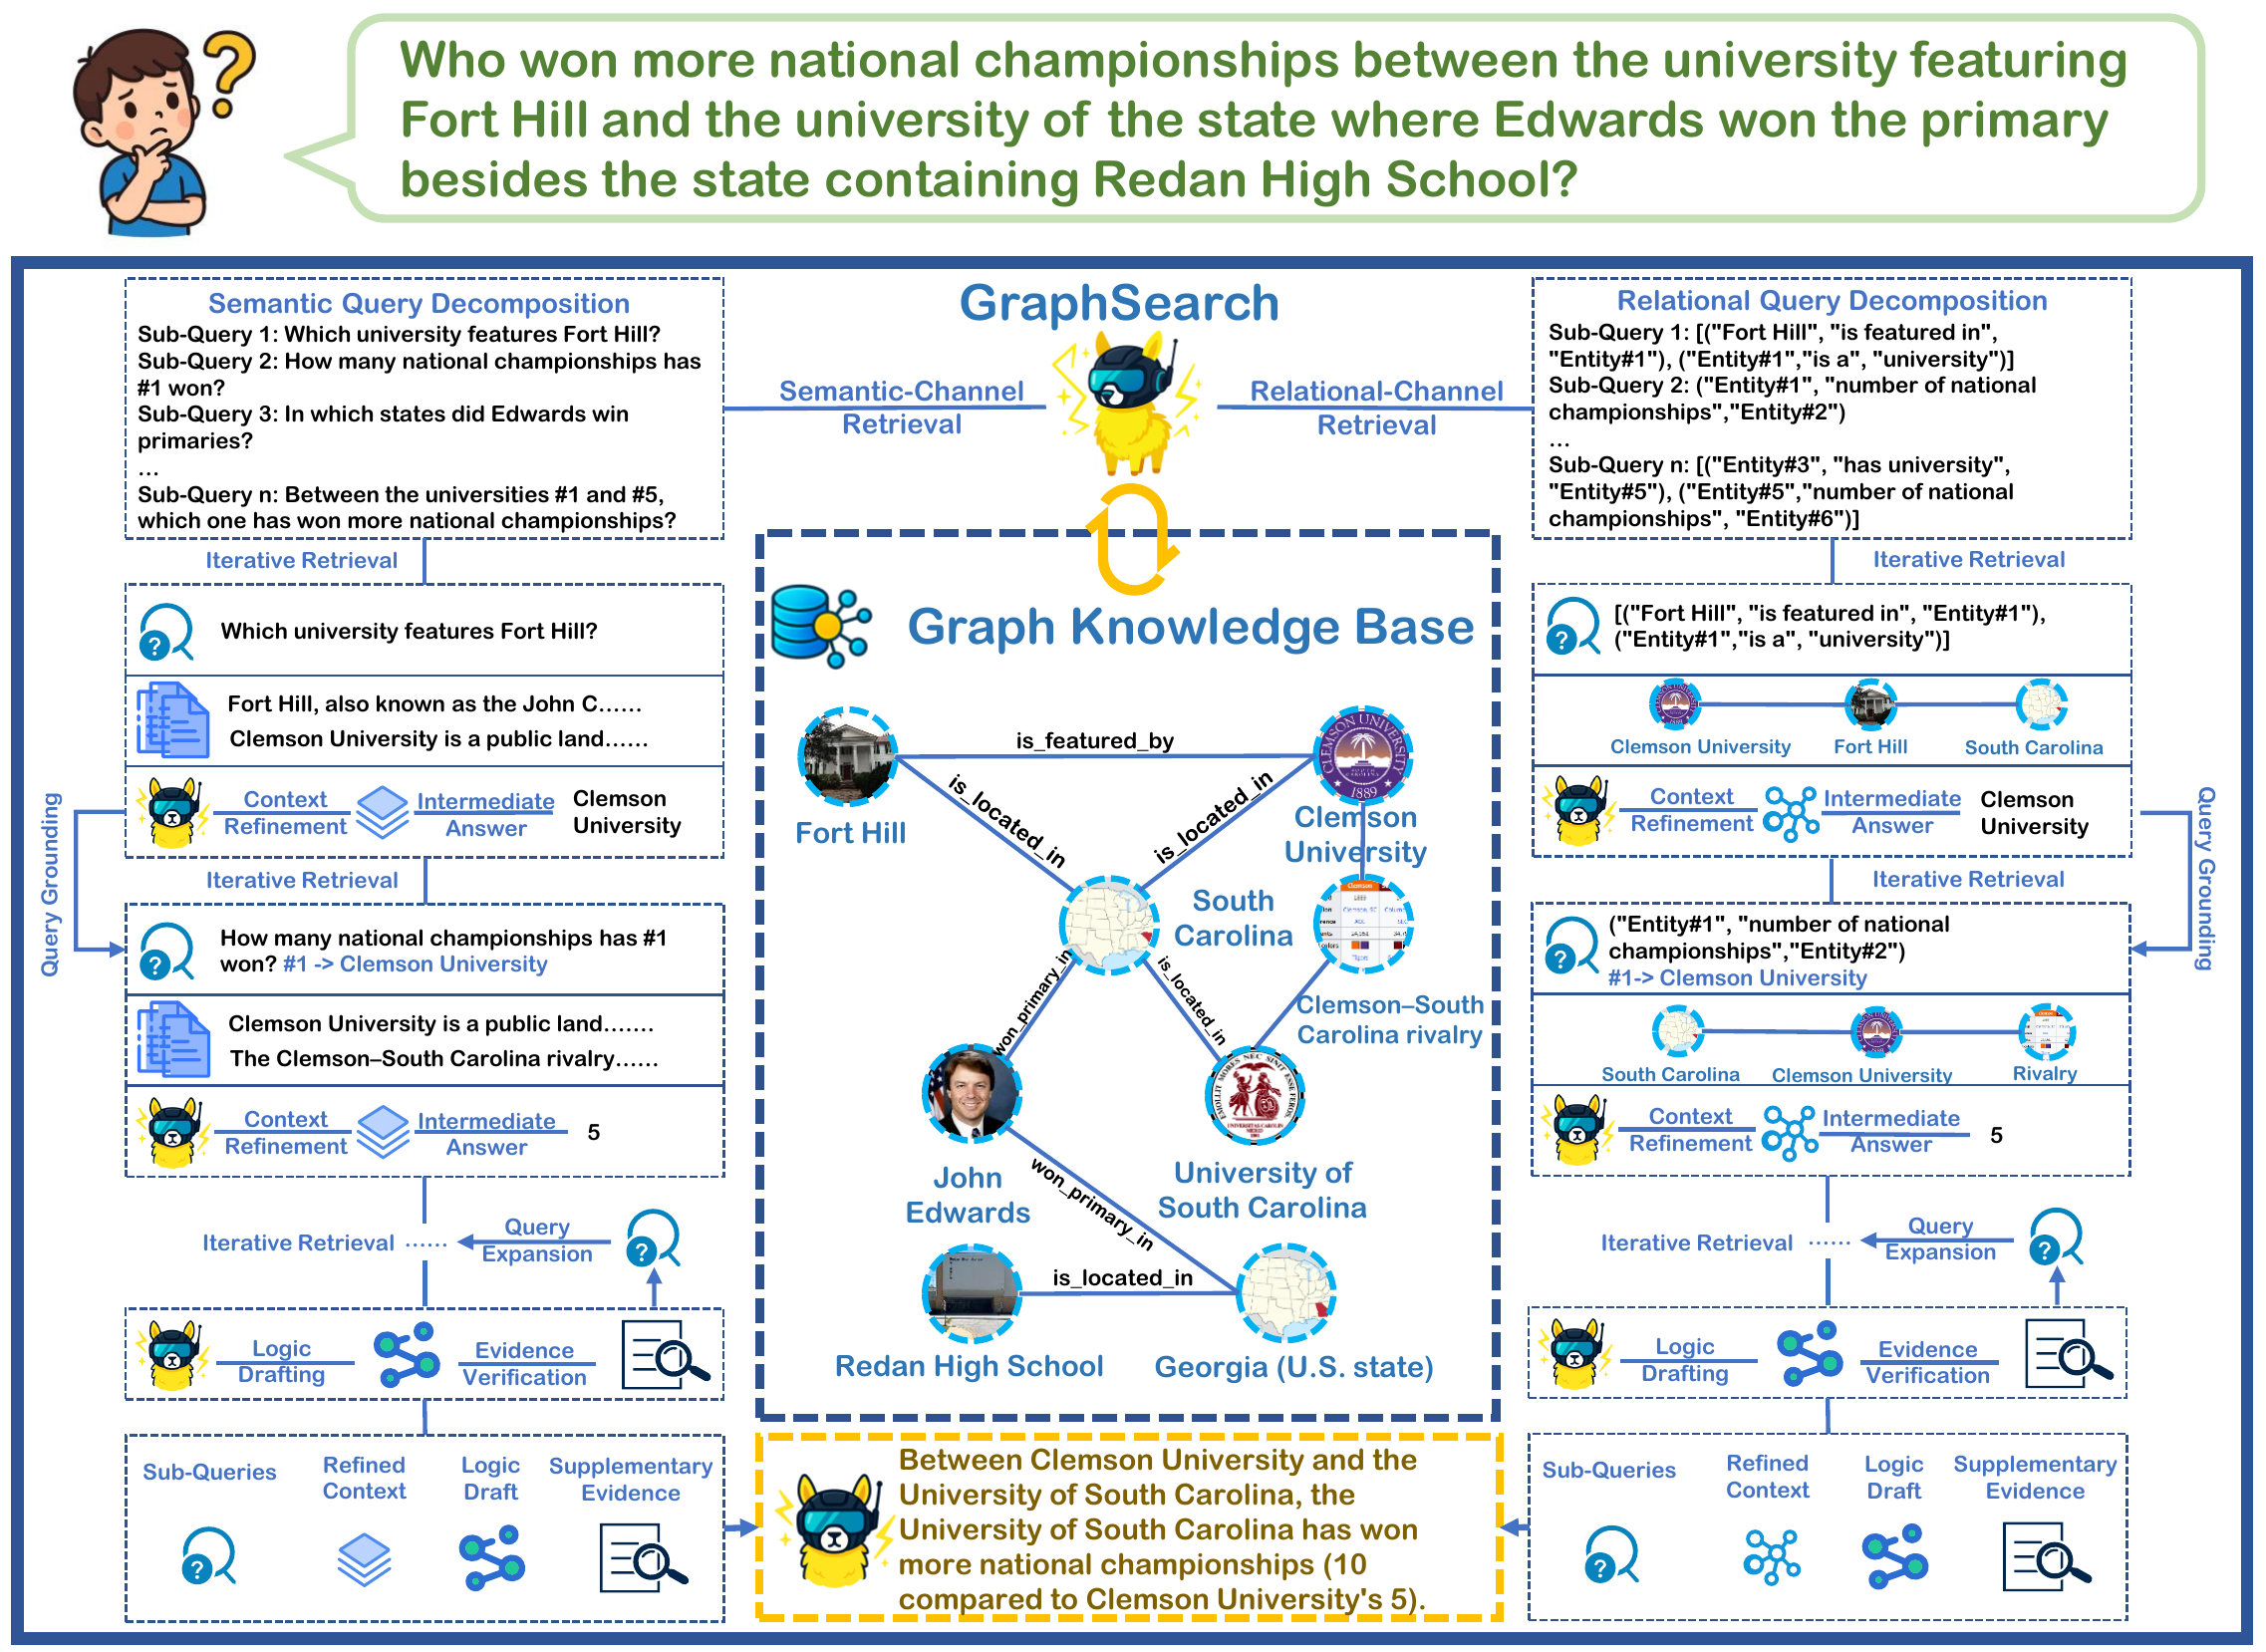 Who won more national championships between the university featuring
Fort Hill and the university of the state where Edwards won the primary
besides the state containing Redan High School?
Semantic Query Decomposition
Sub-Query 1: Which university features Fort Hill?
Sub-Query 2: How many national championships has
#1 won?
Sub-Query 3: In which states did Edwards win
primaries?
...
Sub-Query n: Between the universities #1 and #5,
which one has won more national championships?
Iterative Retrieval
Which university features Fort Hill?
Fort Hill, also known as the John C......
Clemson University is a public land......
Context
Refinement
Intermediate
Answer
Clemson
University
Query Grounding
Iterative Retrieval
How many national championships has #1
won? #1 -> Clemson University
Clemson University is a public land.......
The Clemson–South Carolina rivalry......
Context
Refinement
Intermediate
Answer
5
Iterative Retrieval ......
Query
Expansion
Logic
Drafting
Evidence
Verification
Sub-Queries
Refined
Context
Logic
Draft
Supplementary
Evidence
GraphSearch
Semantic-Channel
Retrieval
Relational-Channel
Retrieval
Graph Knowledge Base
is_featured_by
is_located_in
is_located_in
Fort Hill
CLEMSON UNIVERSITY
1889
Clemson
University
South
Carolina
Clemson
Clemson–South
Carolina rivalry
won_primary_in
is_located_in
John
Edwards
University of
South Carolina
won_primary_in
is_located_in
Redan High School
Georgia (U.S. state)
Between Clemson University and the
University of South Carolina, the
University of South Carolina has won
more national championships (10
compared to Clemson University's 5).
Relational Query Decomposition
Sub-Query 1: [("Fort Hill", "is featured in",
"Entity#1"), ("Entity#1","is a", "university")]
Sub-Query 2: ("Entity#1", "number of national
championships","Entity#2")
...
Sub-Query n: [("Entity#3", "has university",
"Entity#5"), ("Entity#5","number of national
championships", "Entity#6")]
Iterative Retrieval
[("Fort Hill", "is featured in", "Entity#1"),
("Entity#1","is a", "university")]
Clemson University
Fort Hill
South Carolina
Context
Refinement
Intermediate
Answer
Clemson
University
Query Grounding
Iterative Retrieval
("Entity#1", "number of national
championships","Entity#2")
#1-> Clemson University
South Carolina
Clemson University
Rivalry
Context
Refinement
Intermediate
Answer
5
Iterative Retrieval ......
Query
Expansion
Logic
Drafting
Evidence
Verification
Sub-Queries
Refined
Context
Logic
Draft
Supplementary
Evidence